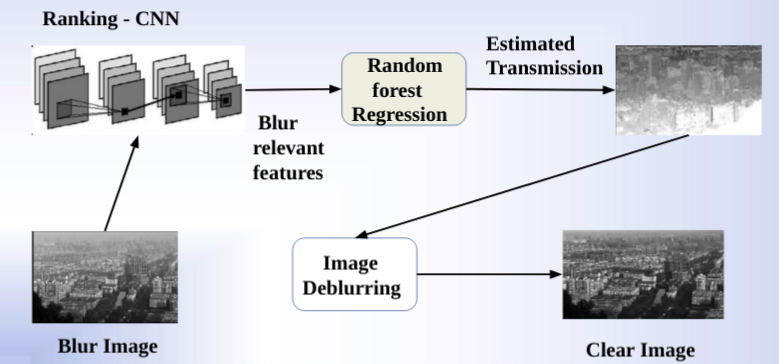 Ranking - CNN
Blur
relevant
features
Random
forest
Regression
Estimated
Transmission
Blur Image
Image
Deblurring
Clear Image